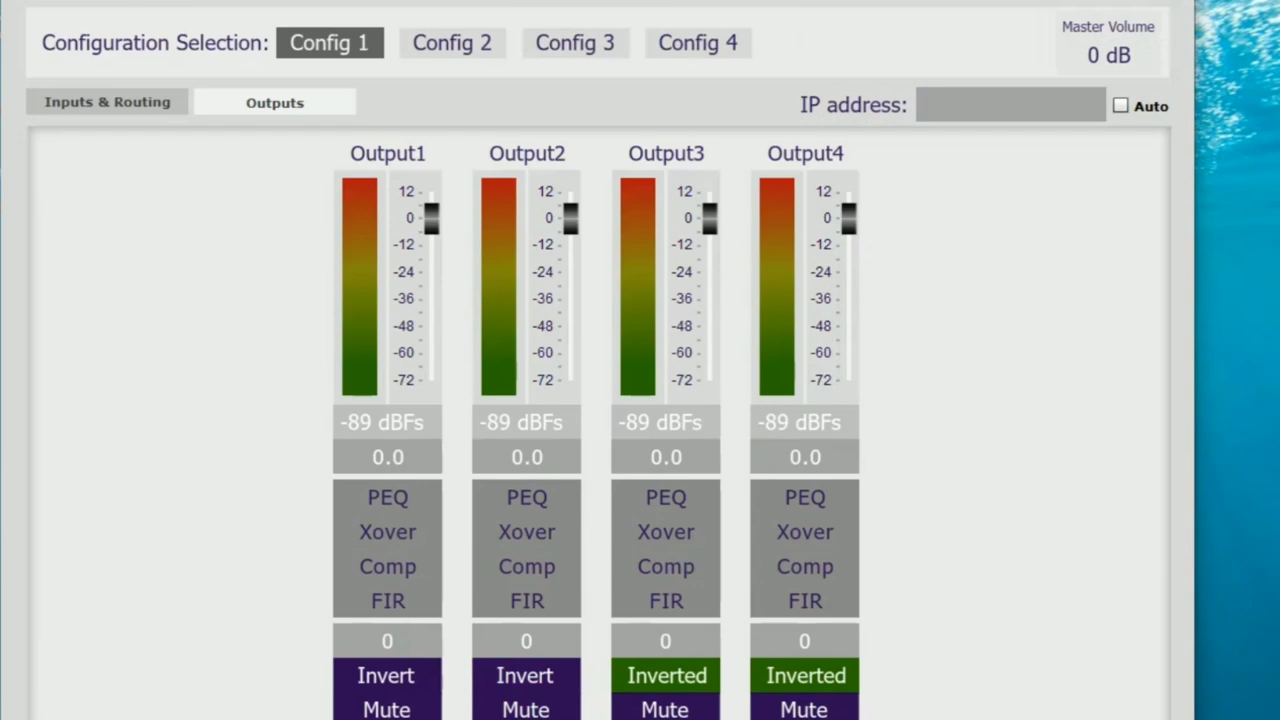 Configuration Selection: Config 1 Config 2 Config 3 Config 4
Master Volume
0 dB
Inputs & Routing Outputs IP address: Auto
Output1 Output2 Output3 Output4
12 12 12 12
0 0 0 0
-12 -12 -12 -12
-24 -24 -24 -24
-36 -36 -36 -36
-48 -48 -48 -48
-60 -60 -60 -60
-72 -72 -72 -72
-89 dBFs -89 dBFs -89 dBFs -89 dBFs
0.0 0.0 0.0 0.0
PEQ PEQ PEQ PEQ
Xover Xover Xover Xover
Comp Comp Comp Comp
FIR FIR FIR FIR
0 0 0 0
Invert Invert Inverted Inverted
Mute Mute Mute Mute